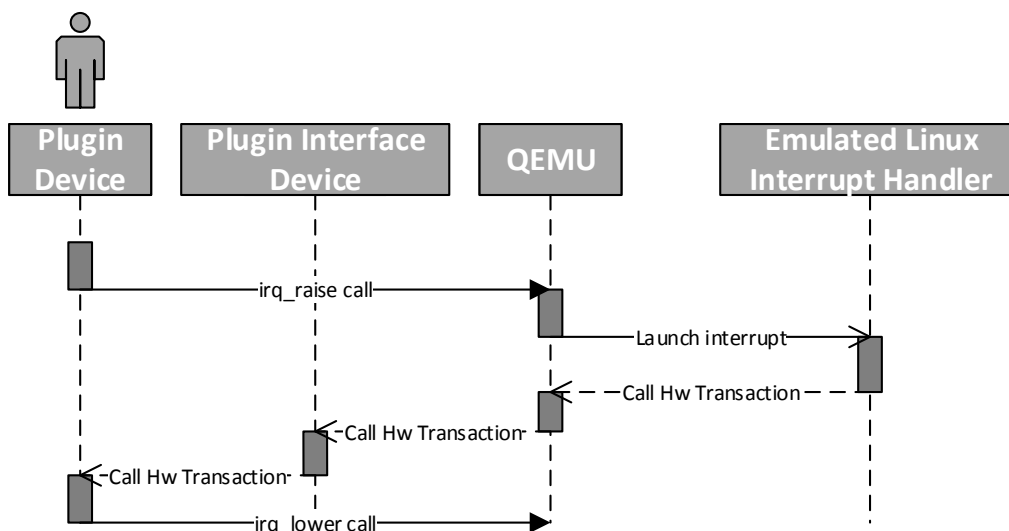 Plugin
Device
Plugin Interface
Device
QEMU
Emulated Linux
Interrupt Handler
irq_raise call
Launch interrupt
Call Hw Transaction
Call Hw Transaction
Call Hw Transaction
irq_lower call